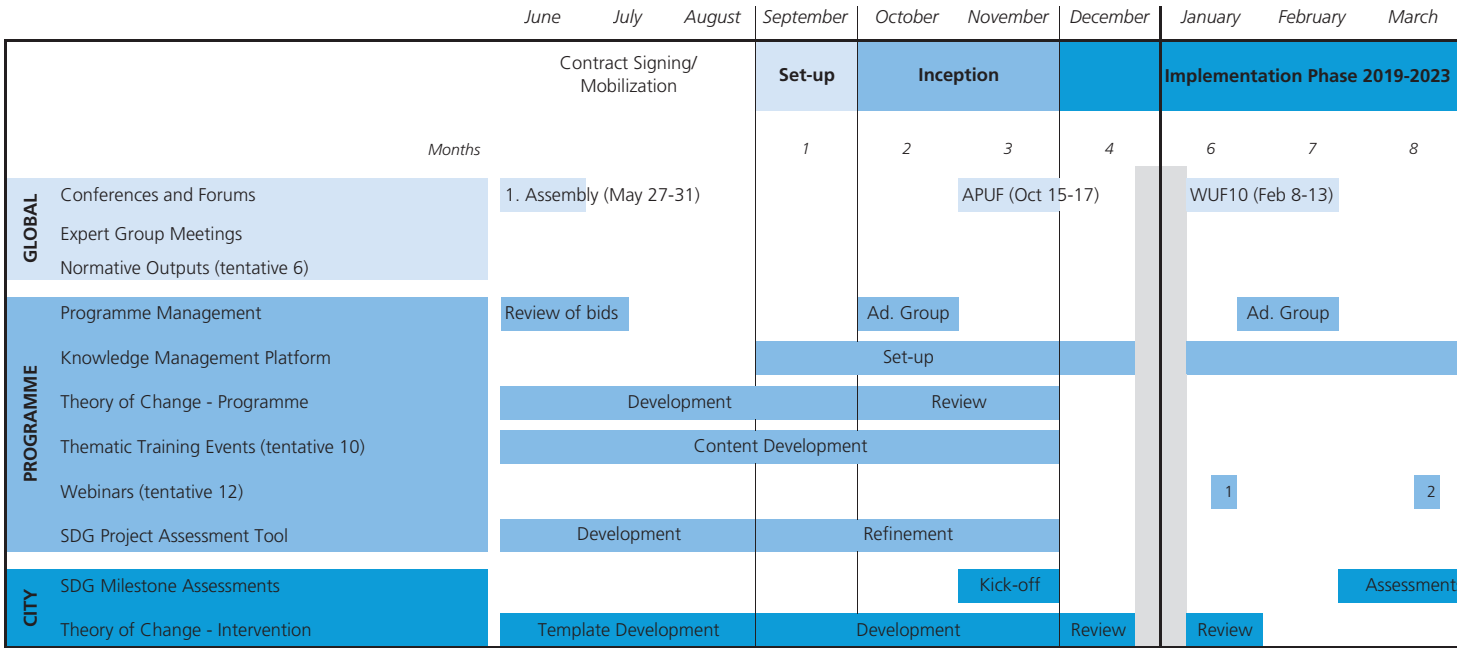 June July August September October November December January February March
Contract Signing/
Mobilization
Set-up Inception Implementation Phase 2019-2023
Months 1 2 3 4 6 7 8
GLOBAL
Conferences and Forums 1. Assembly (May 27-31) APUF (Oct 15-17) WUF10 (Feb 8-13)
Expert Group Meetings
Normative Outputs (tentative 6)
PROGRAMME
Programme Management Review of bids Ad. Group Ad. Group
Knowledge Management Platform Set-up
Theory of Change - Programme Development Review
Thematic Training Events (tentative 10) Content Development
Webinars (tentative 12) 1 2
SDG Project Assessment Tool Development Refinement
CITY
SDG Milestone Assessments Kick-off Assessment
Theory of Change - Intervention Template Development Development Review Review